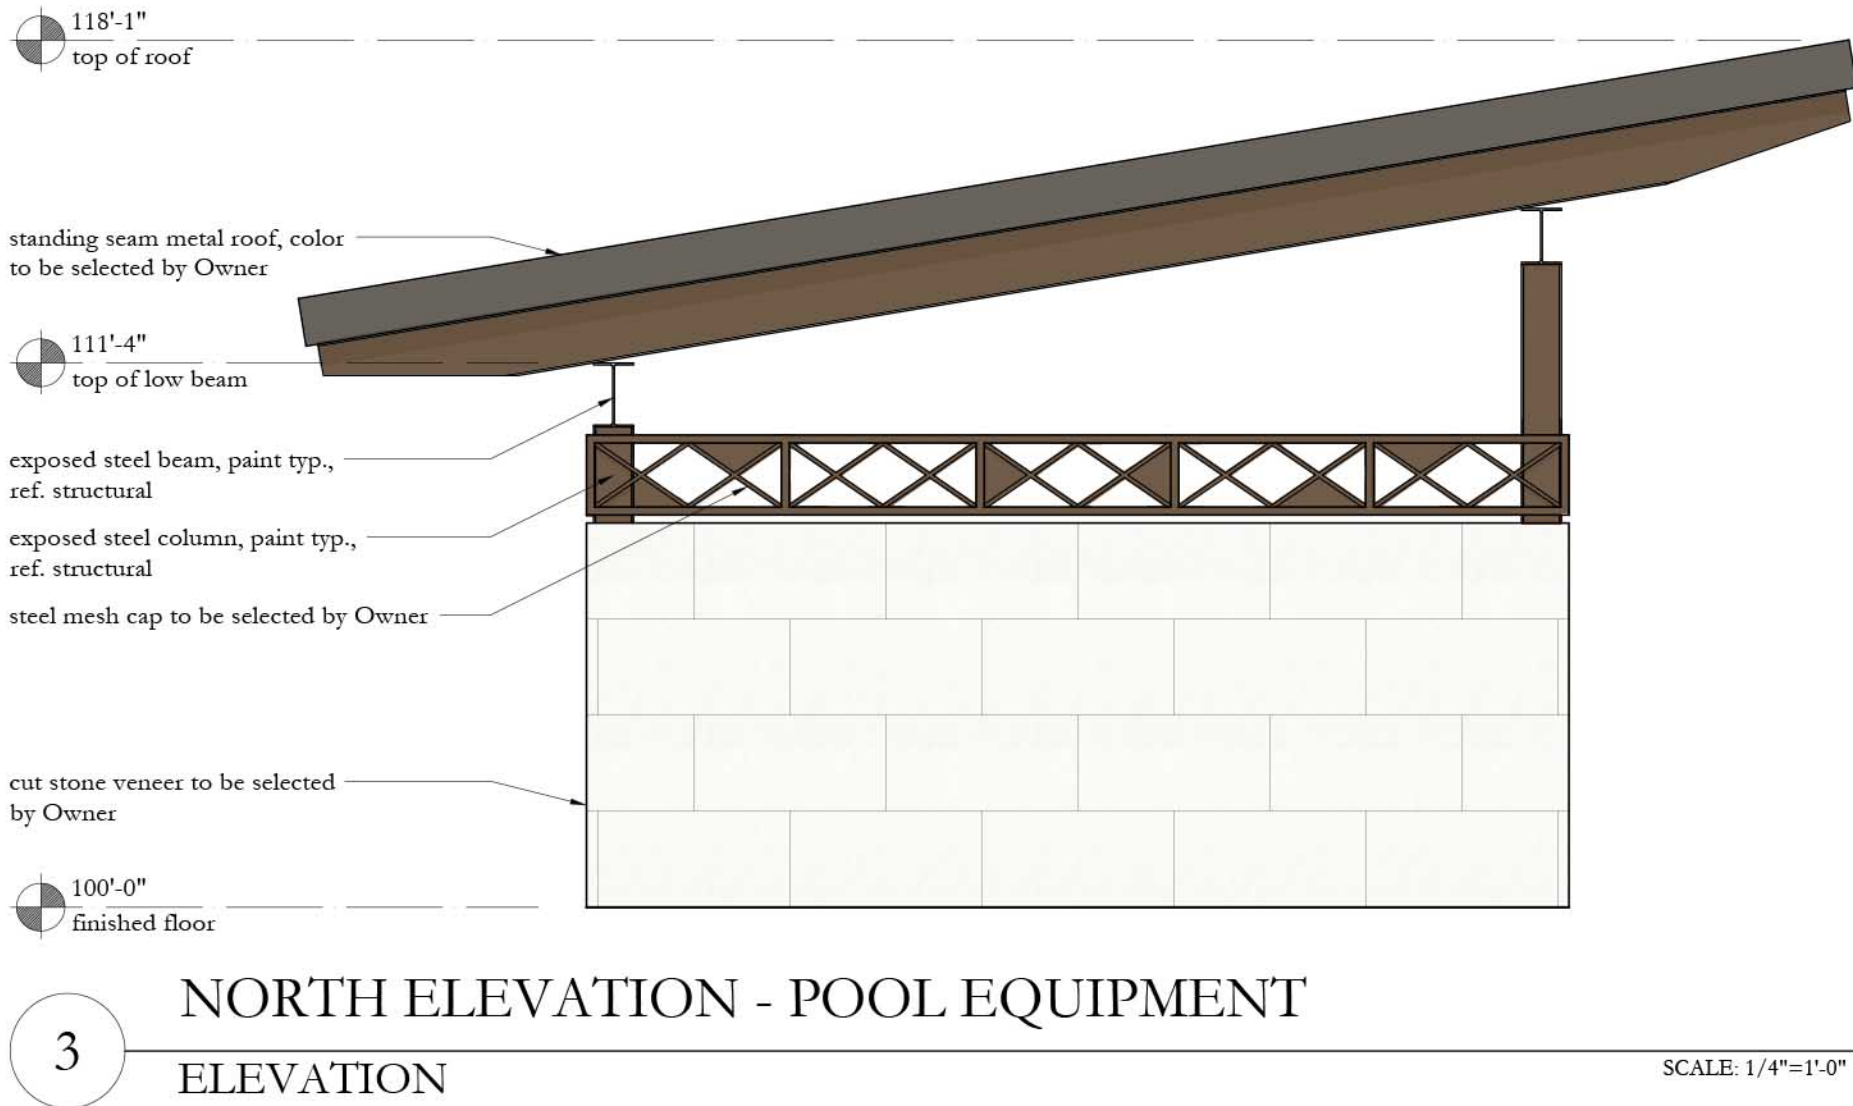 118'-1"
top of roof
standing seam metal roof, color
to be selected by Owner
111'-4"
top of low beam
exposed steel beam, paint typ.,
ref. structural
exposed steel column, paint typ.,
ref. structural
steel mesh cap to be selected by Owner
cut stone veneer to be selected
by Owner
100'-0"
finished floor
3
NORTH ELEVATION - POOL EQUIPMENT
ELEVATION
SCALE: 1/4"=1'-0"